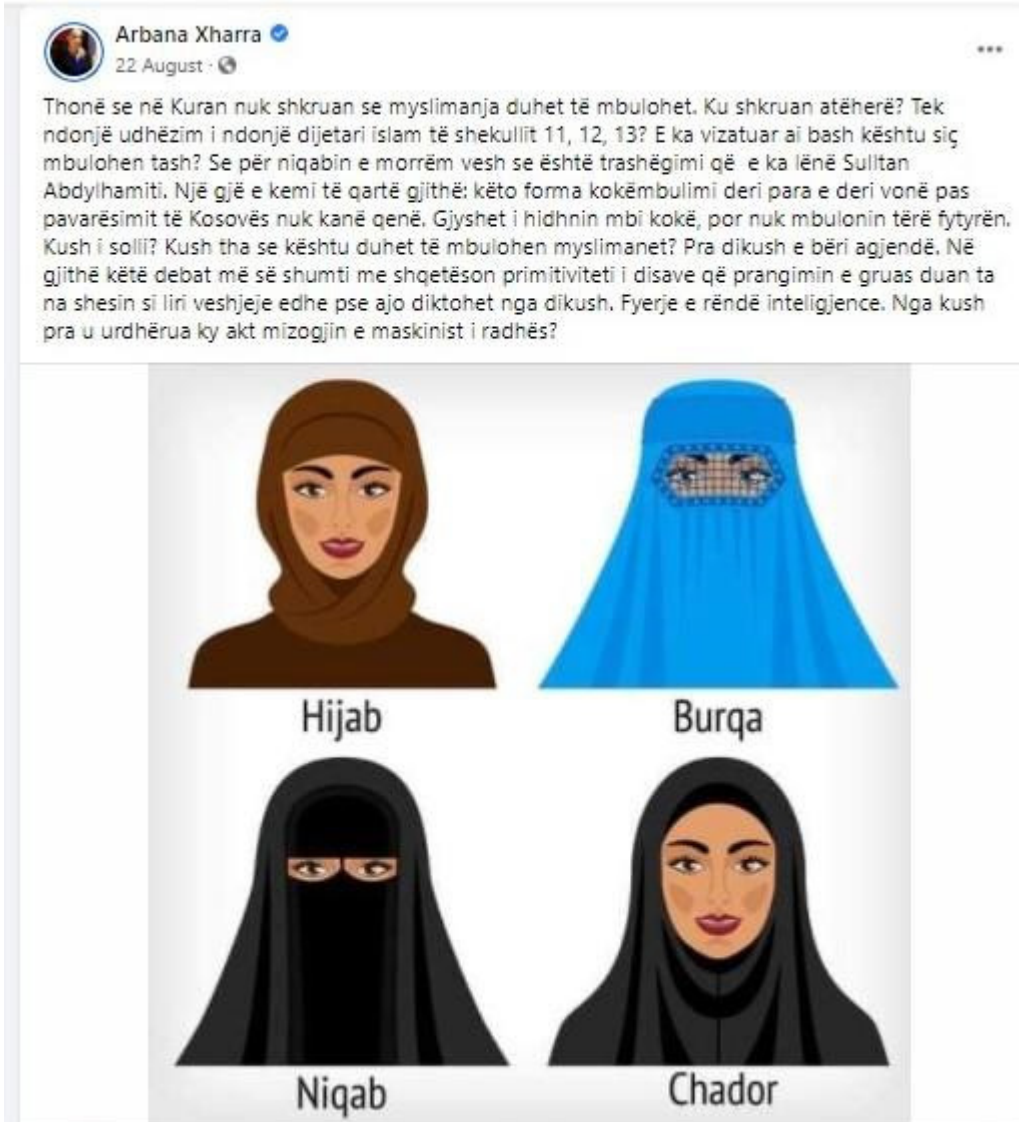 Arbana Xharra
22 August
Thonë se në Kuran nuk shkruan se myslimanja duhet të mbulohet. Ku shkruan atëherë? Tek
ndonjë udhëzim i ndonjë dijetari islam të shekullit 11, 12, 13? E ka vizatuar ai bash kështu siç
mbulohen tash? Se për niqabin e morrëm vesh se është trashëgimi që e ka lënë Sulltan
Abdylhamiti. Një gjë e kemi të qartë gjithë: këto forma kokëmbulimi deri para e deri vonë pas
pavarësimit të Kosovës nuk kanë qenë. Gjyshet i hidhnin mbi kokë, por nuk mbulonin tërë fytyrën.
Kush i solli? Kush tha se kështu duhet të mbulohen myslimanet? Pra dikush e bëri agjendë. Në
gjithë këtë debat më së shumti me shqetëson primitiviteti i disave që prangimin e gruas duan ta
na shesin si liri veshjeje edhe pse ajo diktohet nga dikush. Fyerje e rëndë inteligjence. Nga kush
pra u urdhërua ky akt mizogjin e maskinist i radhës?
Hijab
Burqa
Niqab
Chador